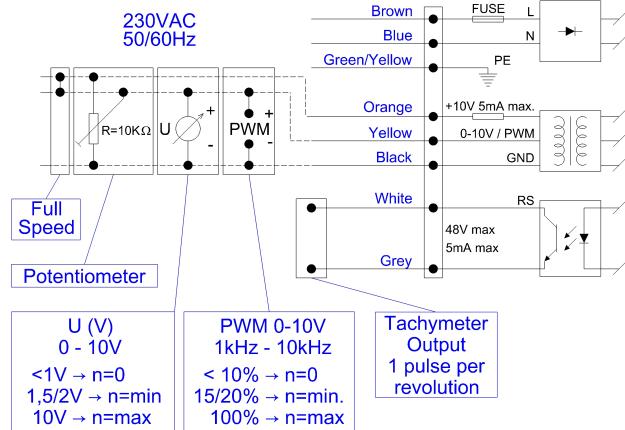 230VAC
50/60Hz
Brown
FUSE
L
Blue
N
Green/Yellow
PE
Orange
+10V 5mA max.
Yellow
0-10V / PWM
Black
GND
R=10KΩ
U
+
-
PWM
+
-
White
RS
48V max
5mA max
Grey
Full
Speed
Potentiometer
U (V)
0 - 10V
<1V → n=0
1,5/2V → n=min
10V → n=max
PWM 0-10V
1kHz - 10kHz
< 10% → n=0
15/20% → n=min.
100% → n=max
Tachymeter
Output
1 pulse per
revolution